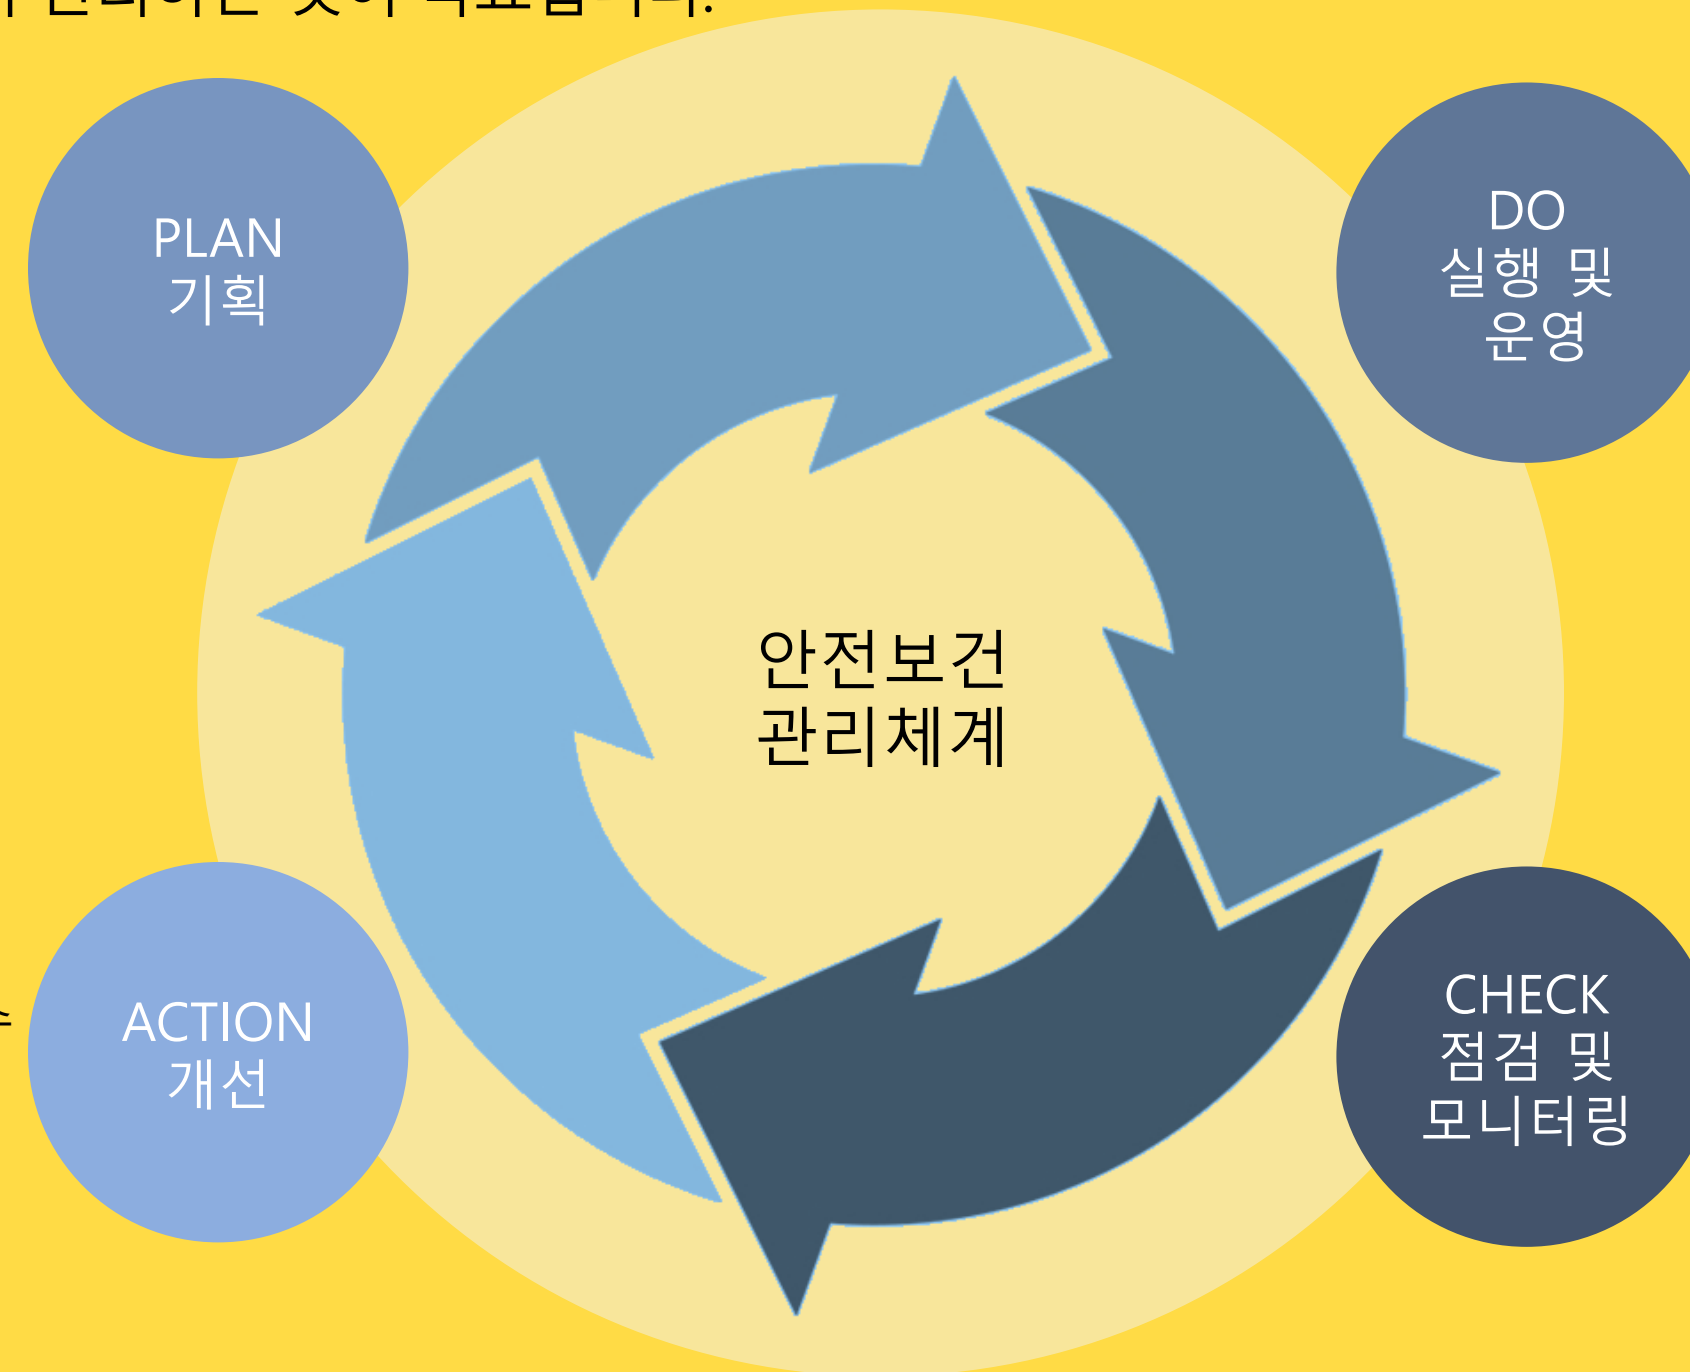 PLAN
기획
DO
실행 및
운영
안전보건
관리체계
ACTION
개선
CHECK
점검 및
모니터링